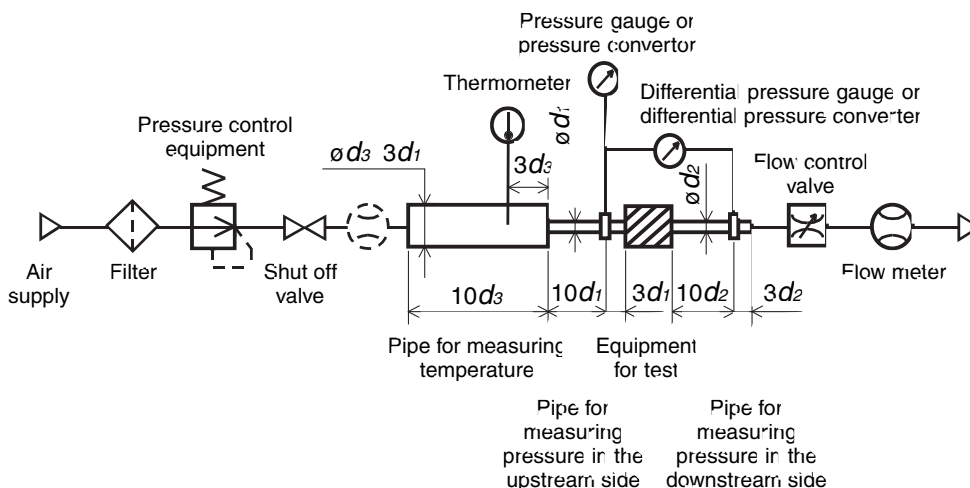 Pressure gauge or
pressure convertor
Thermometer
Differential pressure gauge or
differential pressure converter
Pressure control
equipment
ød3 3d1
3d3
ød1
ød2
Flow control
valve
Air
supply
Filter
Shut off
valve
Flow meter
10d3
10d1
3d1
10d2
3d2
Pipe for measuring
temperature
Equipment
for test
Pipe for
measuring
pressure in the
upstream side
Pipe for
measuring
pressure in the
downstream side